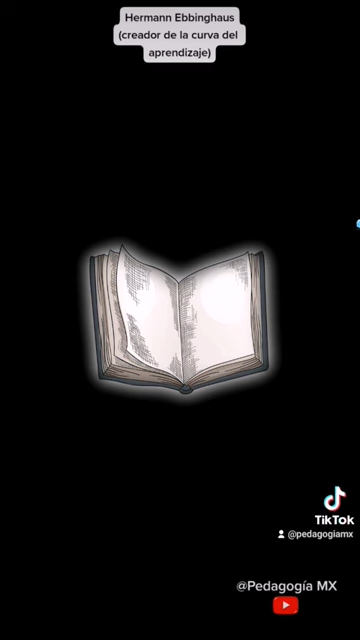 Hermann Ebbinghaus
(creador de la curva del
aprendizaje)
TikTok
@pedagogiamx
@Pedagogía MX